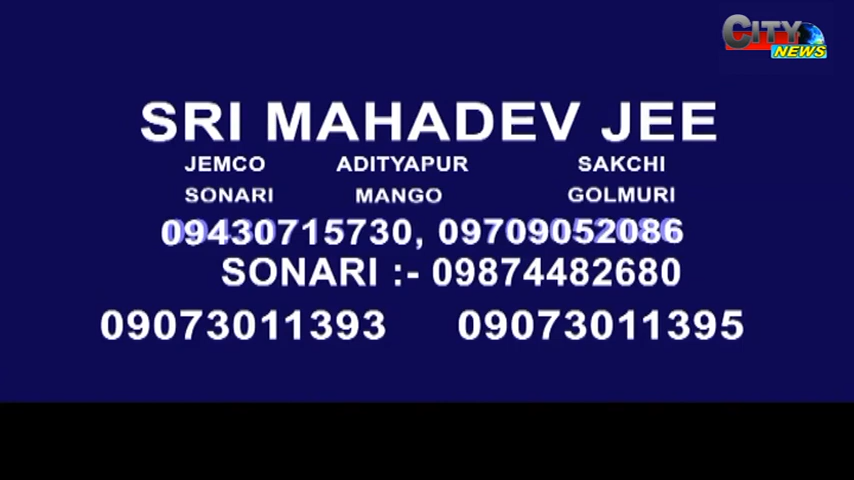 CITY
NEWS
SRI MAHADEV JEE
JEMCO ADITYAPUR SAKCHI
SONARI MANGO GOLMURI
09430715730, 09709052086
SONARI :- 09874482680
09073011393 09073011395